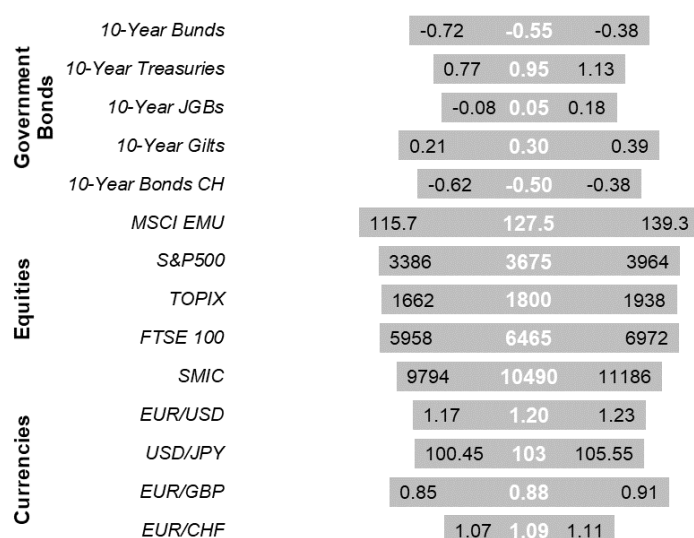 Government
Bonds
10-Year Bunds -0.72 -0.55 -0.38
10-Year Treasuries 0.77 0.95 1.13
10-Year JGBs -0.08 0.05 0.18
10-Year Gilts 0.21 0.30 0.39
10-Year Bonds CH -0.62 -0.50 -0.38
Equities
MSCI EMU 115.7 127.5 139.3
S&P500 3386 3675 3964
TOPIX 1662 1800 1938
FTSE 100 5958 6465 6972
SMIC 9794 10490 11186
Currencies
EUR/USD 1.17 1.20 1.23
USD/JPY 100.45 103 105.55
EUR/GBP 0.85 0.88 0.91
EUR/CHF 1.07 1.09 1.11